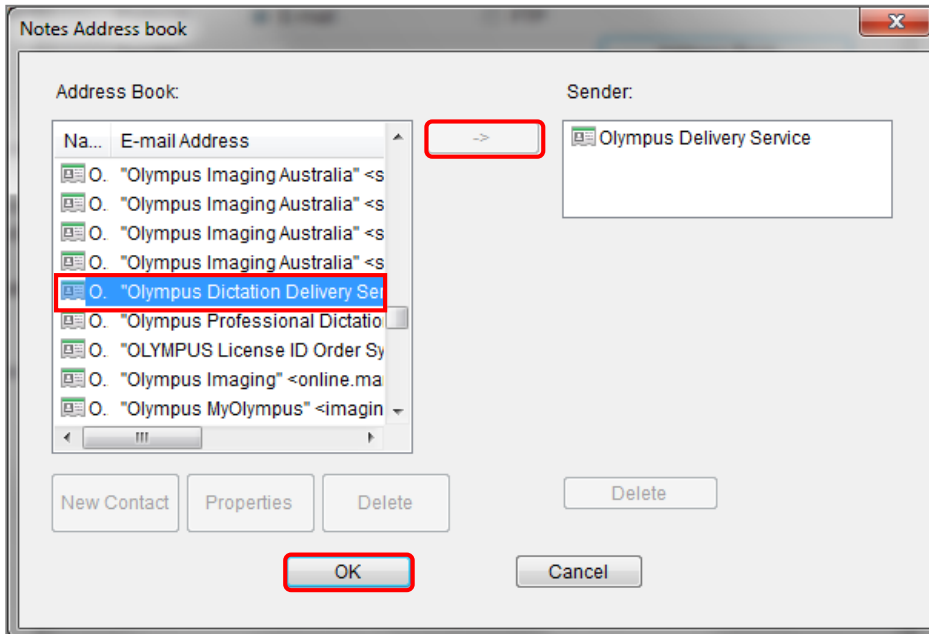 Notes Address book
Address Book:
Sender:
Na... E-mail Address
->
Olympus Delivery Service
O. "Olympus Imaging Australia" <s
O. "Olympus Imaging Australia" <s
O. "Olympus Imaging Australia" <s
O. "Olympus Imaging Australia" <s
O. "Olympus Dictation Delivery Ser
O. "Olympus Professional Dictatio
O. "OLYMPUS License ID Order Sy
O. "Olympus Imaging" <online.ma
O. "Olympus MyOlympus" <imagin
New Contact
Properties
Delete
Delete
OK
Cancel